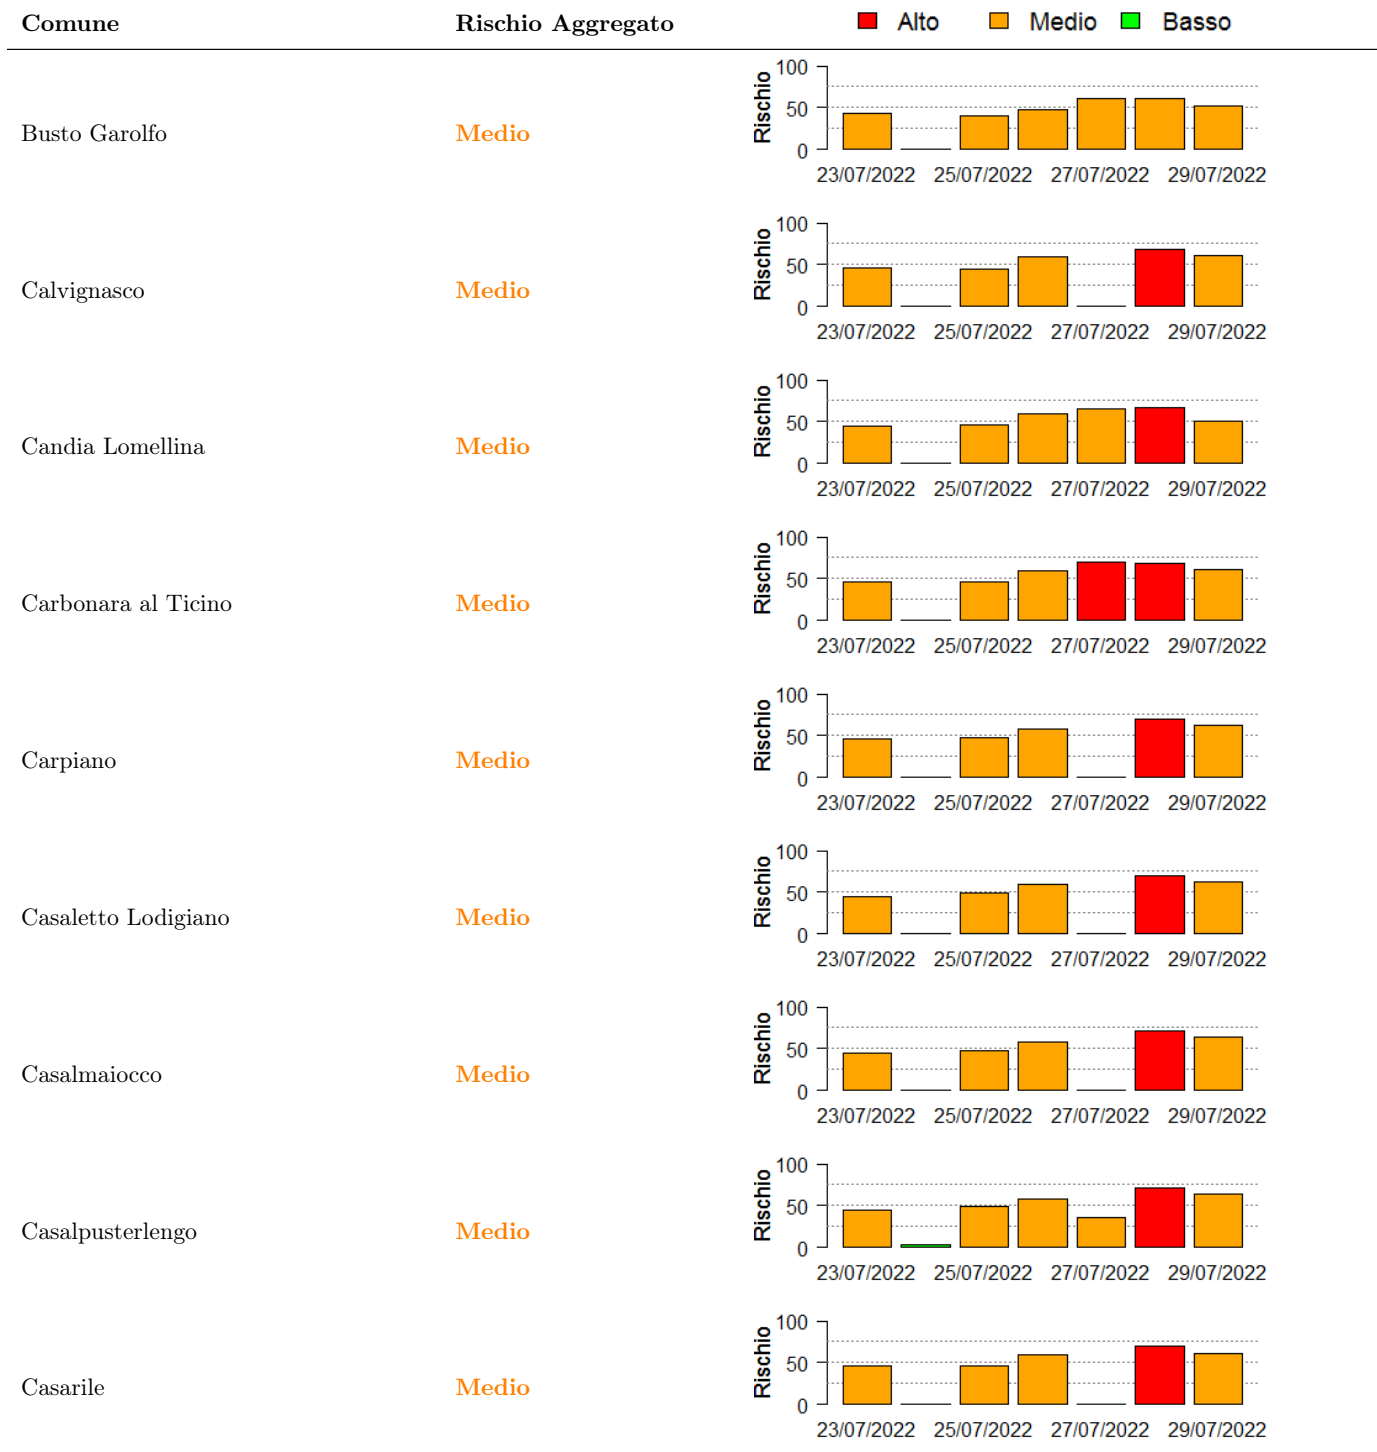 Comune Rischio Aggregato Alto Medio Basso
100
50
0
Rischio
Busto Garolfo Medio
23/07/2022 25/07/2022 27/07/2022 29/07/2022
100
50
0
Rischio
Calvignasco Medio
23/07/2022 25/07/2022 27/07/2022 29/07/2022
100
50
0
Rischio
Candia Lomellina Medio
23/07/2022 25/07/2022 27/07/2022 29/07/2022
100
50
0
Rischio
Carbonara al Ticino Medio
23/07/2022 25/07/2022 27/07/2022 29/07/2022
100
50
0
Rischio
Carpiano Medio
23/07/2022 25/07/2022 27/07/2022 29/07/2022
100
50
0
Rischio
Casaletto Lodigiano Medio
23/07/2022 25/07/2022 27/07/2022 29/07/2022
100
50
0
Rischio
Casalmaiocco Medio
23/07/2022 25/07/2022 27/07/2022 29/07/2022
100
50
0
Rischio
Casalpusterlengo Medio
23/07/2022 25/07/2022 27/07/2022 29/07/2022
100
50
0
Rischio
Casarile Medio
23/07/2022 25/07/2022 27/07/2022 29/07/2022